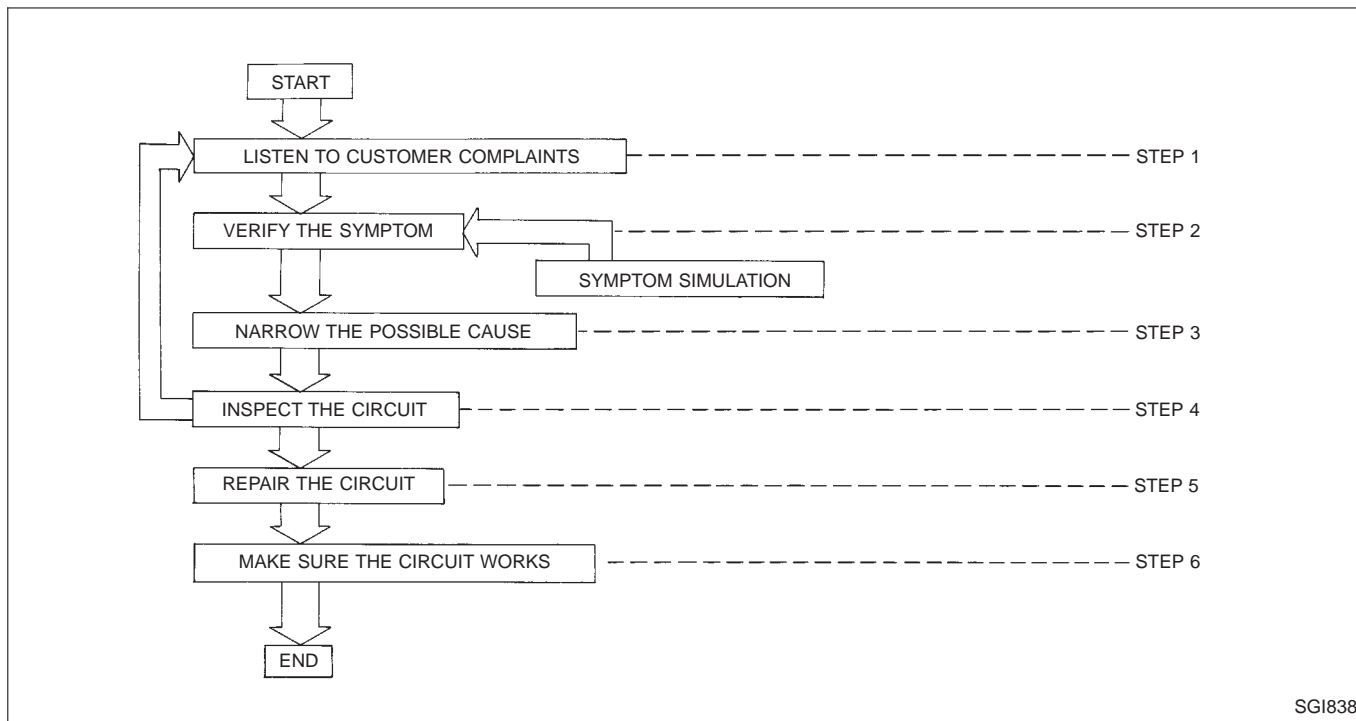 START
LISTEN TO CUSTOMER COMPLAINTS
STEP 1
VERIFY THE SYMPTOM
STEP 2
SYMPTOM SIMULATION
NARROW THE POSSIBLE CAUSE
STEP 3
INSPECT THE CIRCUIT
STEP 4
REPAIR THE CIRCUIT
STEP 5
MAKE SURE THE CIRCUIT WORKS
STEP 6
END
SGI838